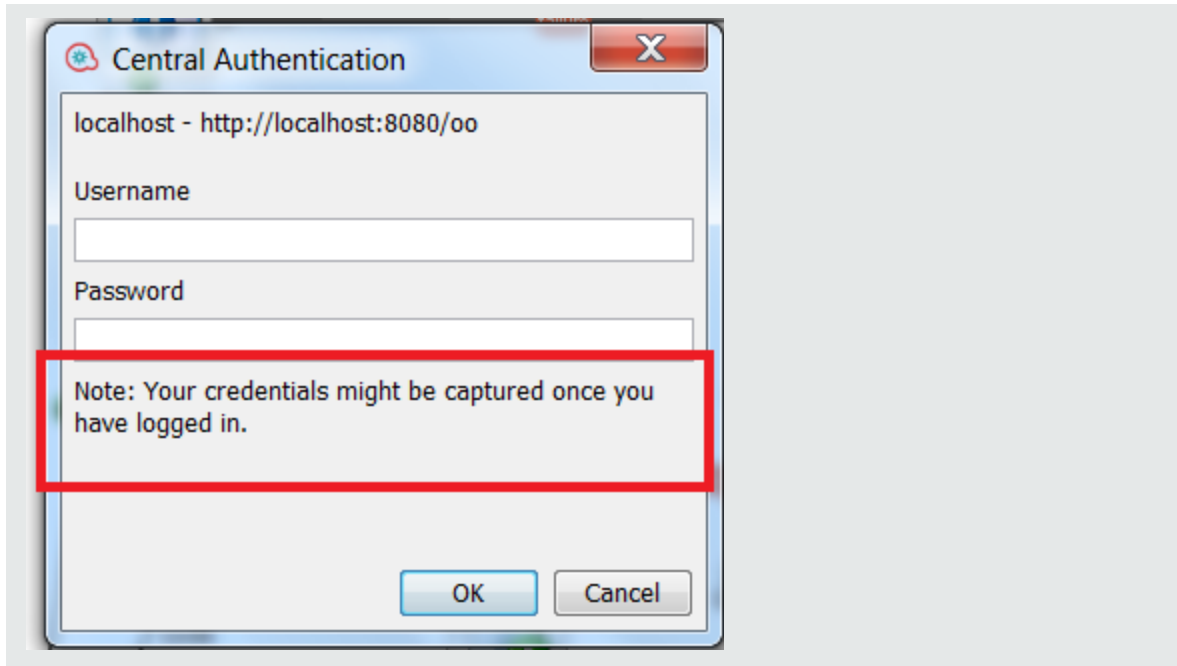 Central Authentication
localhost - http://localhost:8080/oo
Username
Password
Note: Your credentials might be captured once you
have logged in.
OK
Cancel